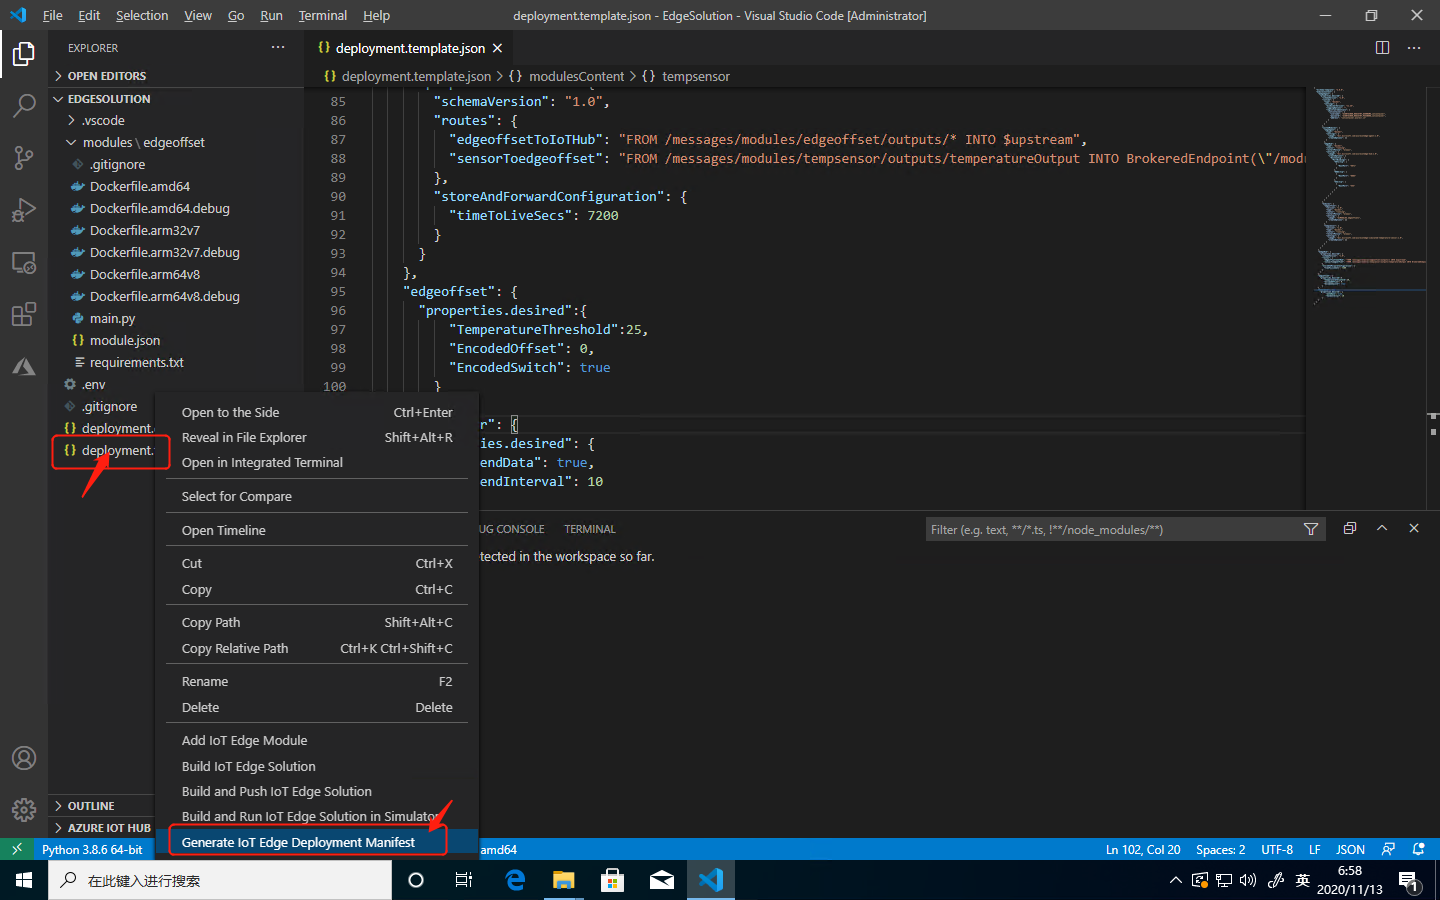 File Edit Selection View Go Run Terminal Help
deployment.template.json - EdgeSolution - Visual Studio Code [Administrator]
EXPLORER
OPEN EDITORS
EDGESOLUTION
.vscode
modules \ edgeoffset
.gitignore
Dockerfile.amd64
Dockerfile.amd64.debug
Dockerfile.arm32v7
Dockerfile.arm32v7.debug
Dockerfile.arm64v8
Dockerfile.arm64v8.debug
main.py
module.json
requirements.txt
.env
.gitignore
deployment.
deployment.
OUTLINE
AZURE IOT HUB
deployment.template.json
deployment.template.json > {} modulesContent > {} tempsensor
85 "schemaVersion": "1.0",
86 "routes": {
87 "edgeoffsetToIoTHub": "FROM /messages/modules/edgeoffset/outputs/* INTO $upstream",
88 "sensorToedgeoffset": "FROM /messages/modules/tempsensor/outputs/temperatureOutput INTO BrokeredEndpoint(\"/modu
89 },
90 "storeAndForwardConfiguration": {
91 "timeToLiveSecs": 7200
92 }
93 }
94 },
95 "edgeoffset": {
96 "properties.desired":{
97 "TemperatureThreshold":25,
98 "EncodedOffset": 0,
99 "EncodedSwitch": true
100 }
r": {
ies.desired": {
endData": true,
endInterval": 10
Open to the Side Ctrl+Enter
Reveal in File Explorer Shift+Alt+R
Open in Integrated Terminal
Select for Compare
Open Timeline
Cut Ctrl+X
Copy Ctrl+C
Copy Path Shift+Alt+C
Copy Relative Path Ctrl+K Ctrl+Shift+C
Rename F2
Delete Delete
Add IoT Edge Module
Build IoT Edge Solution
Build and Push IoT Edge Solution
Build and Run IoT Edge Solution in Simulator
Generate IoT Edge Deployment Manifest
UG CONSOLE TERMINAL
Filter (e.g. text, **/*.ts, !**/node_modules/**)
tected in the workspace so far.
Python 3.8.6 64-bit amd64 Ln 102, Col 20 Spaces: 2 UTF-8 LF JSON
在此键入进行搜索
英
6:58
2020/11/13
1